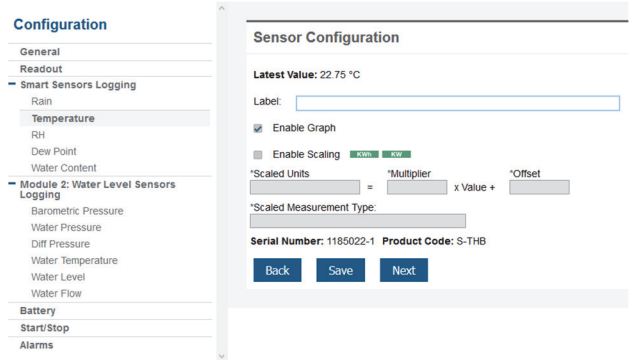 Configuration
General
Readout
Smart Sensors Logging
Rain
Temperature
RH
Dew Point
Water Content
Module 2: Water Level Sensors
Logging
Barometric Pressure
Water Pressure
Diff Pressure
Water Temperature
Water Level
Water Flow
Battery
Start/Stop
Alarms
Sensor Configuration
Latest Value: 22.75 °C
Label:
Enable Graph
Enable Scaling KWh KW
*Scaled Units *Multiplier *Offset
= x Value +
*Scaled Measurement Type:
Serial Number: 1185022-1 Product Code: S-THB
Back Save Next